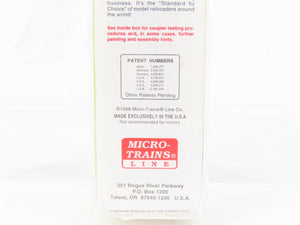 business. It's the "Standard by
Choice" of model railroaders around
the world!
See inside box for coupler testing pro-
cedures and, in some cases, further
painting and assembly hints.
PATENT NUMBERS
Other Patents Pending
©1998 Micro-Trains® Line Co.
MADE EXCLUSIVELY IN THE U.S.A.
Not recommended for minors
MICRO-
TRAINS®
LINE
351 Rogue River Parkway
P.O. Box 1200
Talent, OR 97540-1200 U.S.A.